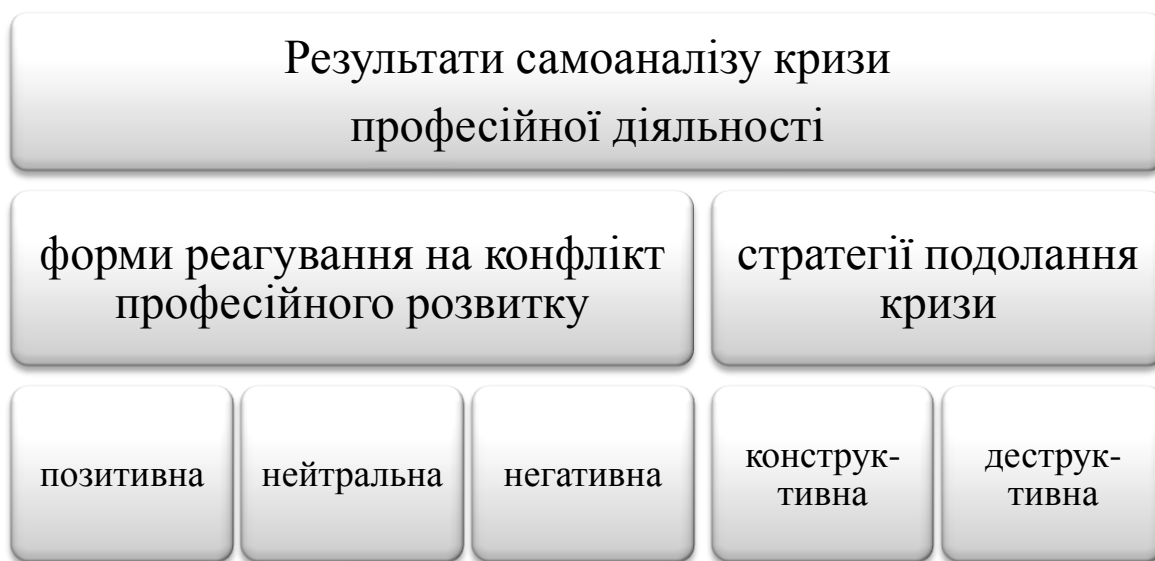 Результати самоаналізу кризи
професійної діяльності
форми реагування на конфлікт
професійного розвитку
стратегії подолання
кризи
позитивна
нейтральна
негативна
конструк-
тивна
деструк-
тивна